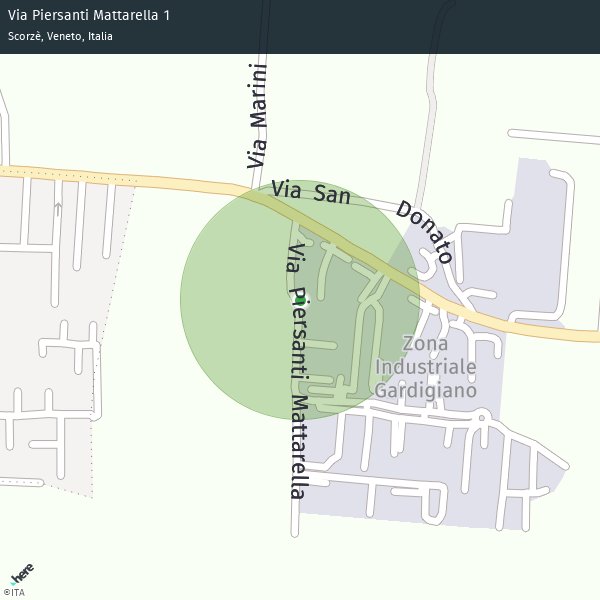 Via Piersanti Mattarella 1
Scorzè, Veneto, Italia
Via Marini
Via San Donato
Via Piersanti Mattarella
Zona
Industriale
Gardigiano
here
©ITA